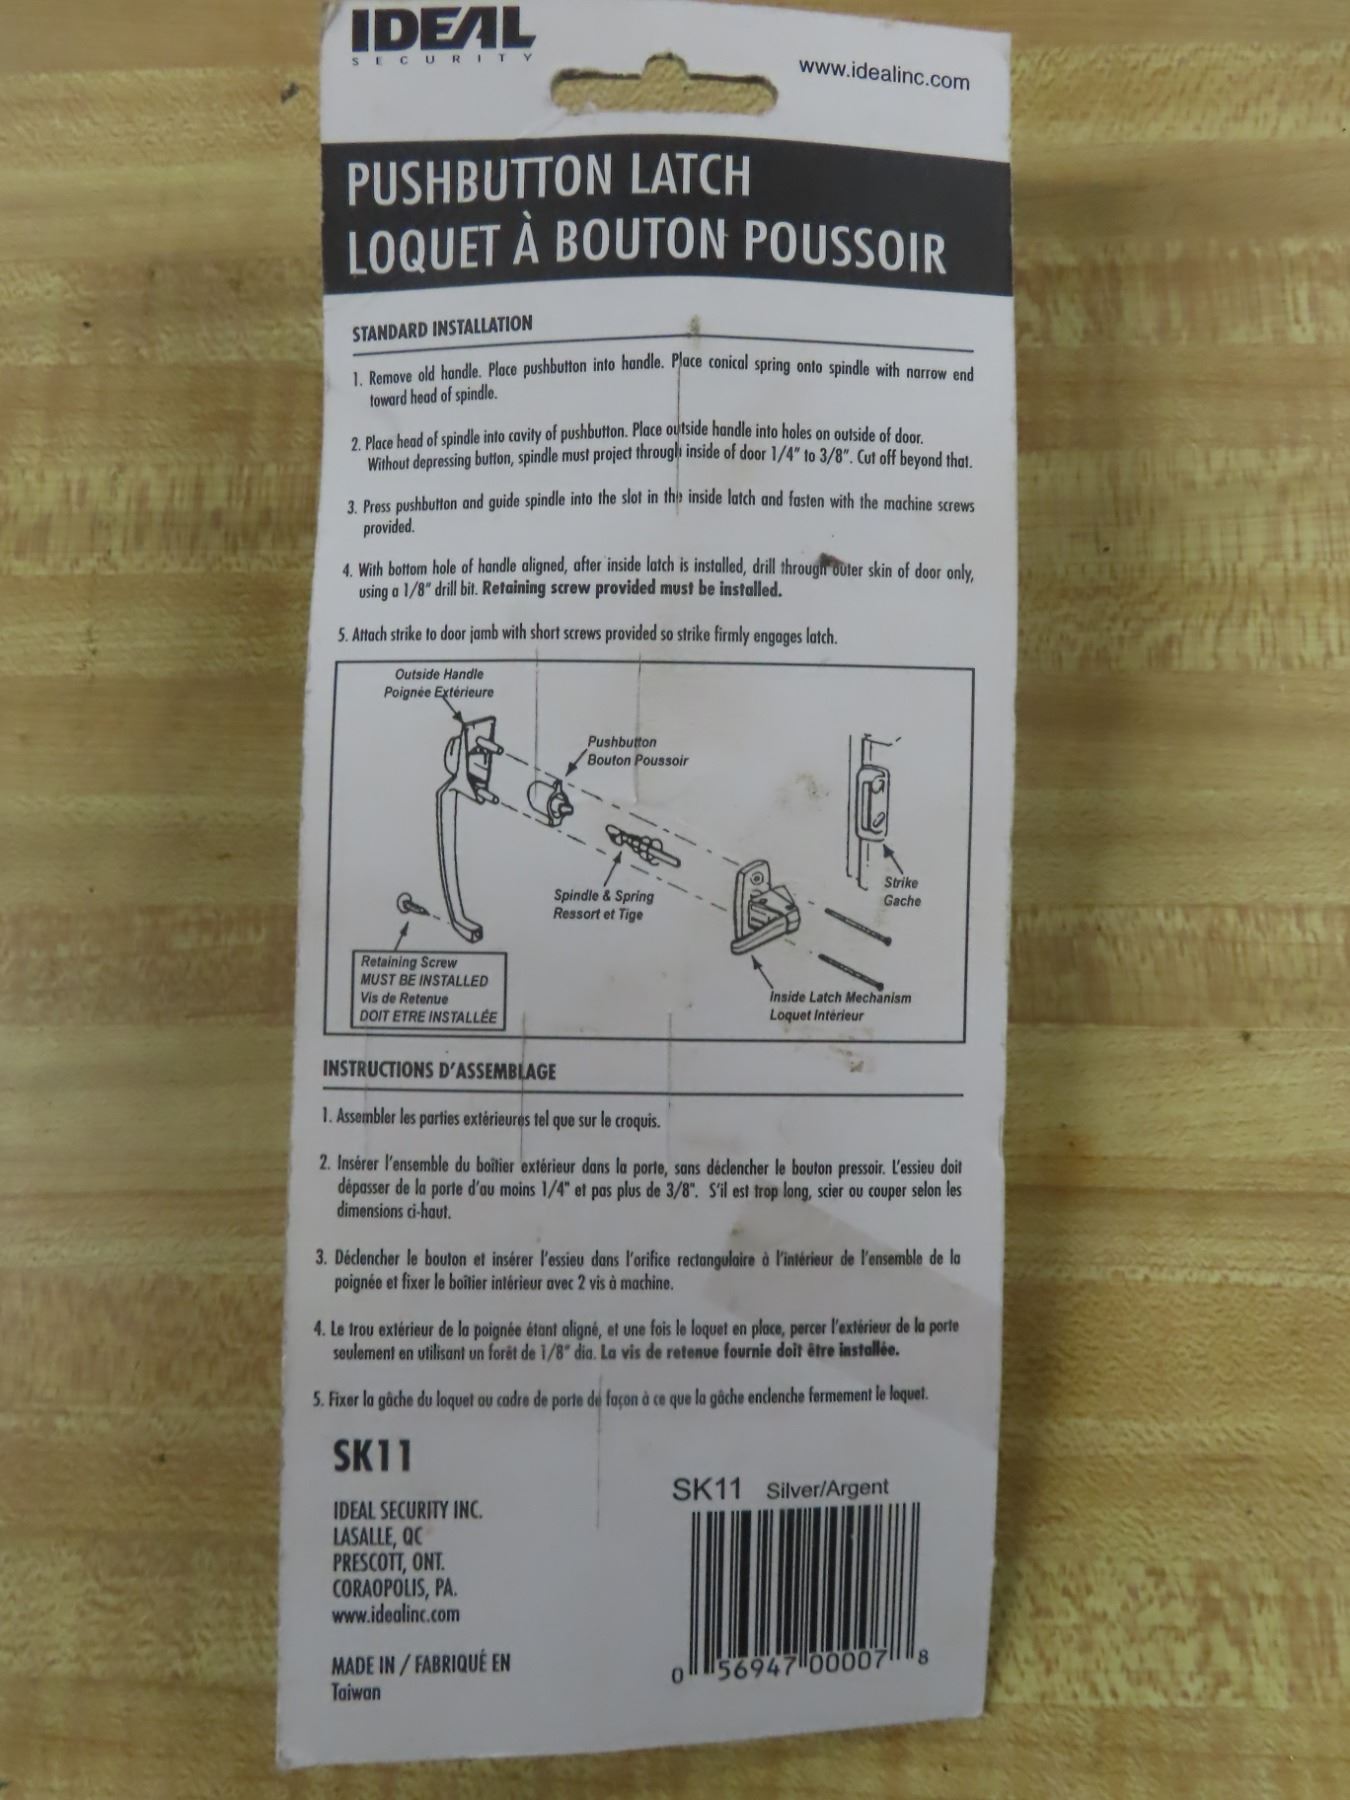 IDEAL
SECURITY
www.idealinc.com
PUSHBUTTON LATCH
LOQUET À BOUTON POUSSOIR
STANDARD INSTALLATION
1. Remove old handle. Place pushbutton into handle. Place conical spring onto spindle with narrow end
toward head of spindle.
2. Place head of spindle into cavity of pushbutton. Place outside handle into holes on outside of door.
Without depressing button, spindle must project through inside of door 1/4" to 3/8". Cut off beyond that.
3. Press pushbutton and guide spindle into the slot in the inside latch and fasten with the machine screws
provided.
4. With bottom hole of handle aligned, after inside latch is installed, drill through outer skin of door only,
using a 1/8" drill bit. Retaining screw provided must be installed.
5. Attach strike to door jamb with short screws provided so strike firmly engages latch.
Outside Handle
Poignée Extérieure
Pushbutton
Bouton Poussoir
Strike
Gache
Spindle & Spring
Ressort et Tige
Retaining Screw
MUST BE INSTALLED
Vis de Retenue
DOIT ETRE INSTALLÉE
Inside Latch Mechanism
Loquet Intérieur
INSTRUCTIONS D'ASSEMBLAGE
1. Assembler les parties extérieures tel que sur le croquis.
2. Insérer l'ensemble du boîtier extérieur dans la porte, sans déclencher le bouton pressoir. L'essieu doit
dépasser de la porte d'au moins 1/4" et pas plus de 3/8". S'il est trop long, scier ou couper selon les
dimensions ci-haut.
3. Déclencher le bouton et insérer l'essieu dans l'orifice rectangulaire à l'intérieur de l'ensemble de la
poignée et fixer le boîtier intérieur avec 2 vis à machine.
4. Le trou extérieur de la poignée étant aligné, et une fois le loquet en place, percer l'extérieur de la porte
seulement en utilisant un forêt de 1/8" dia. La vis de retenue fournie doit être installée.
5. Fixer la gâche du loquet au cadre de porte de façon à ce que la gâche enclenche fermement le loquet.
SK11
IDEAL SECURITY INC.
LASALLE, QC
PRESCOTT, ONT.
CORAOPOLIS, PA.
www.idealinc.com
MADE IN / FABRIQUÉ EN
Taiwan
SK11 Silver/Argent
0 56947 00007 8